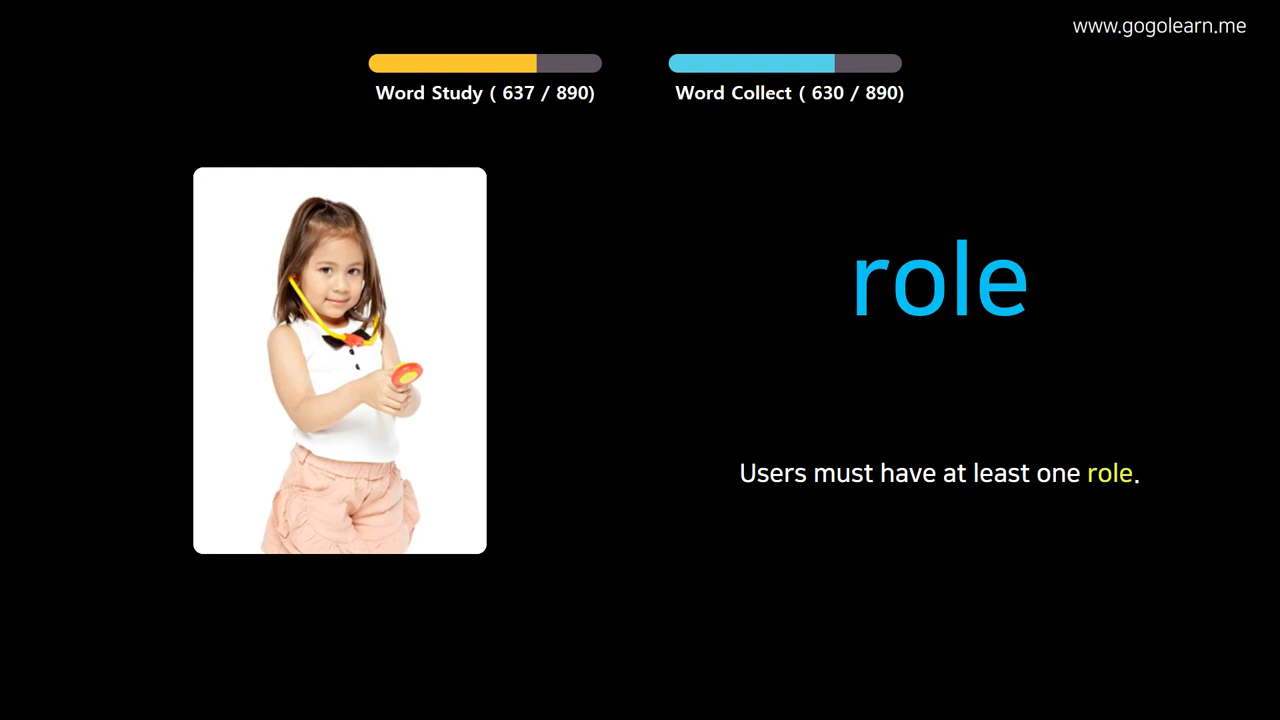 www.gogolearn.me
Word Study ( 637 / 890)
Word Collect ( 630 / 890)
role
Users must have at least one role.